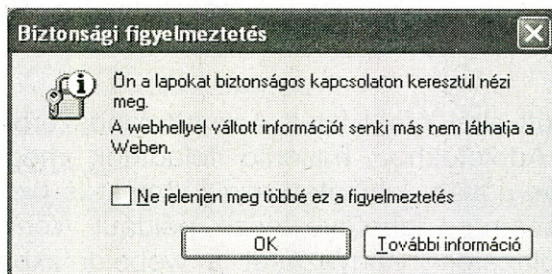 Biztonsági figyelmeztetés
Ön a lapokat biztonságos kapcsolaton keresztül nézi
meg.
A webhellyel váltott információt senki más nem láthatja a
Weben.
Ne jelenjen meg többé ez a figyelmeztetés
OK
További információ